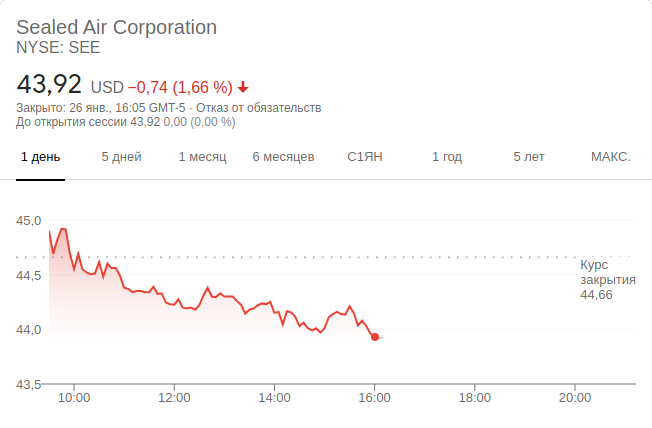 Sealed Air Corporation
NYSE: SEE
43,92 USD −0,74 (1,66 %)
Закрыто: 26 янв., 16:05 GMT-5 · Отказ от обязательств
До открытия сессии 43,92 0,00 (0,00 %)
1 день 5 дней 1 месяц 6 месяцев С1ЯН 1 год 5 лет МАКС.
45,0
Курс
закрытия
44,5
44,66
44,0
43,5
10:00 12:00 14:00 16:00 18:00 20:00